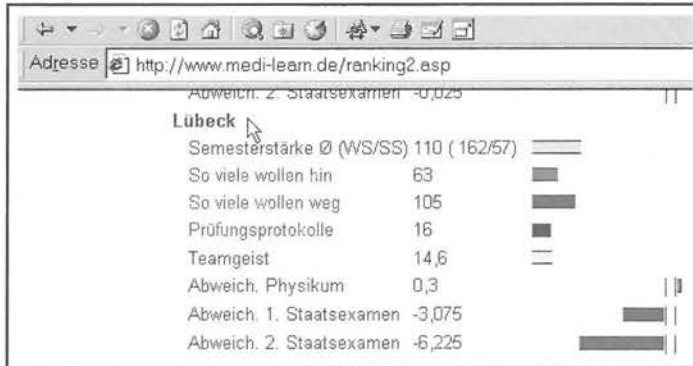 Adresse http://www.medi-learn.de/ranking2.asp
Abweich. 2. Staatsexamen -0,025
Lübeck
Semesterstärke Ø (WS/SS) 110 ( 162/57)
So viele wollen hin 63
So viele wollen weg 105
Prüfungsprotokolle 16
Teamgeist 14,6
Abweich. Physikum 0,3
Abweich. 1. Staatsexamen -3,075
Abweich. 2. Staatsexamen -6,225